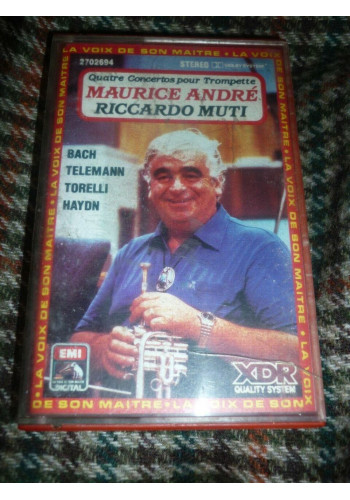 LA VOIX DE SON MAITRE • LA VOIX DE SON MAITRE • LA VOIX DE SON MAITRE • LA VOIX
DE SON MAITRE • LA VOIX DE SON
LA VOIX DE SON MAITRE • LA VOIX DE SON MAITRE
2702694
STEREO
Quatre Concertos pour Trompette
MAURICE ANDRÉ
RICCARDO MUTI
BACH
TELEMANN
TORELLI
HAYDN
EMI
DIGITAL
XDR
QUALITY SYSTEM